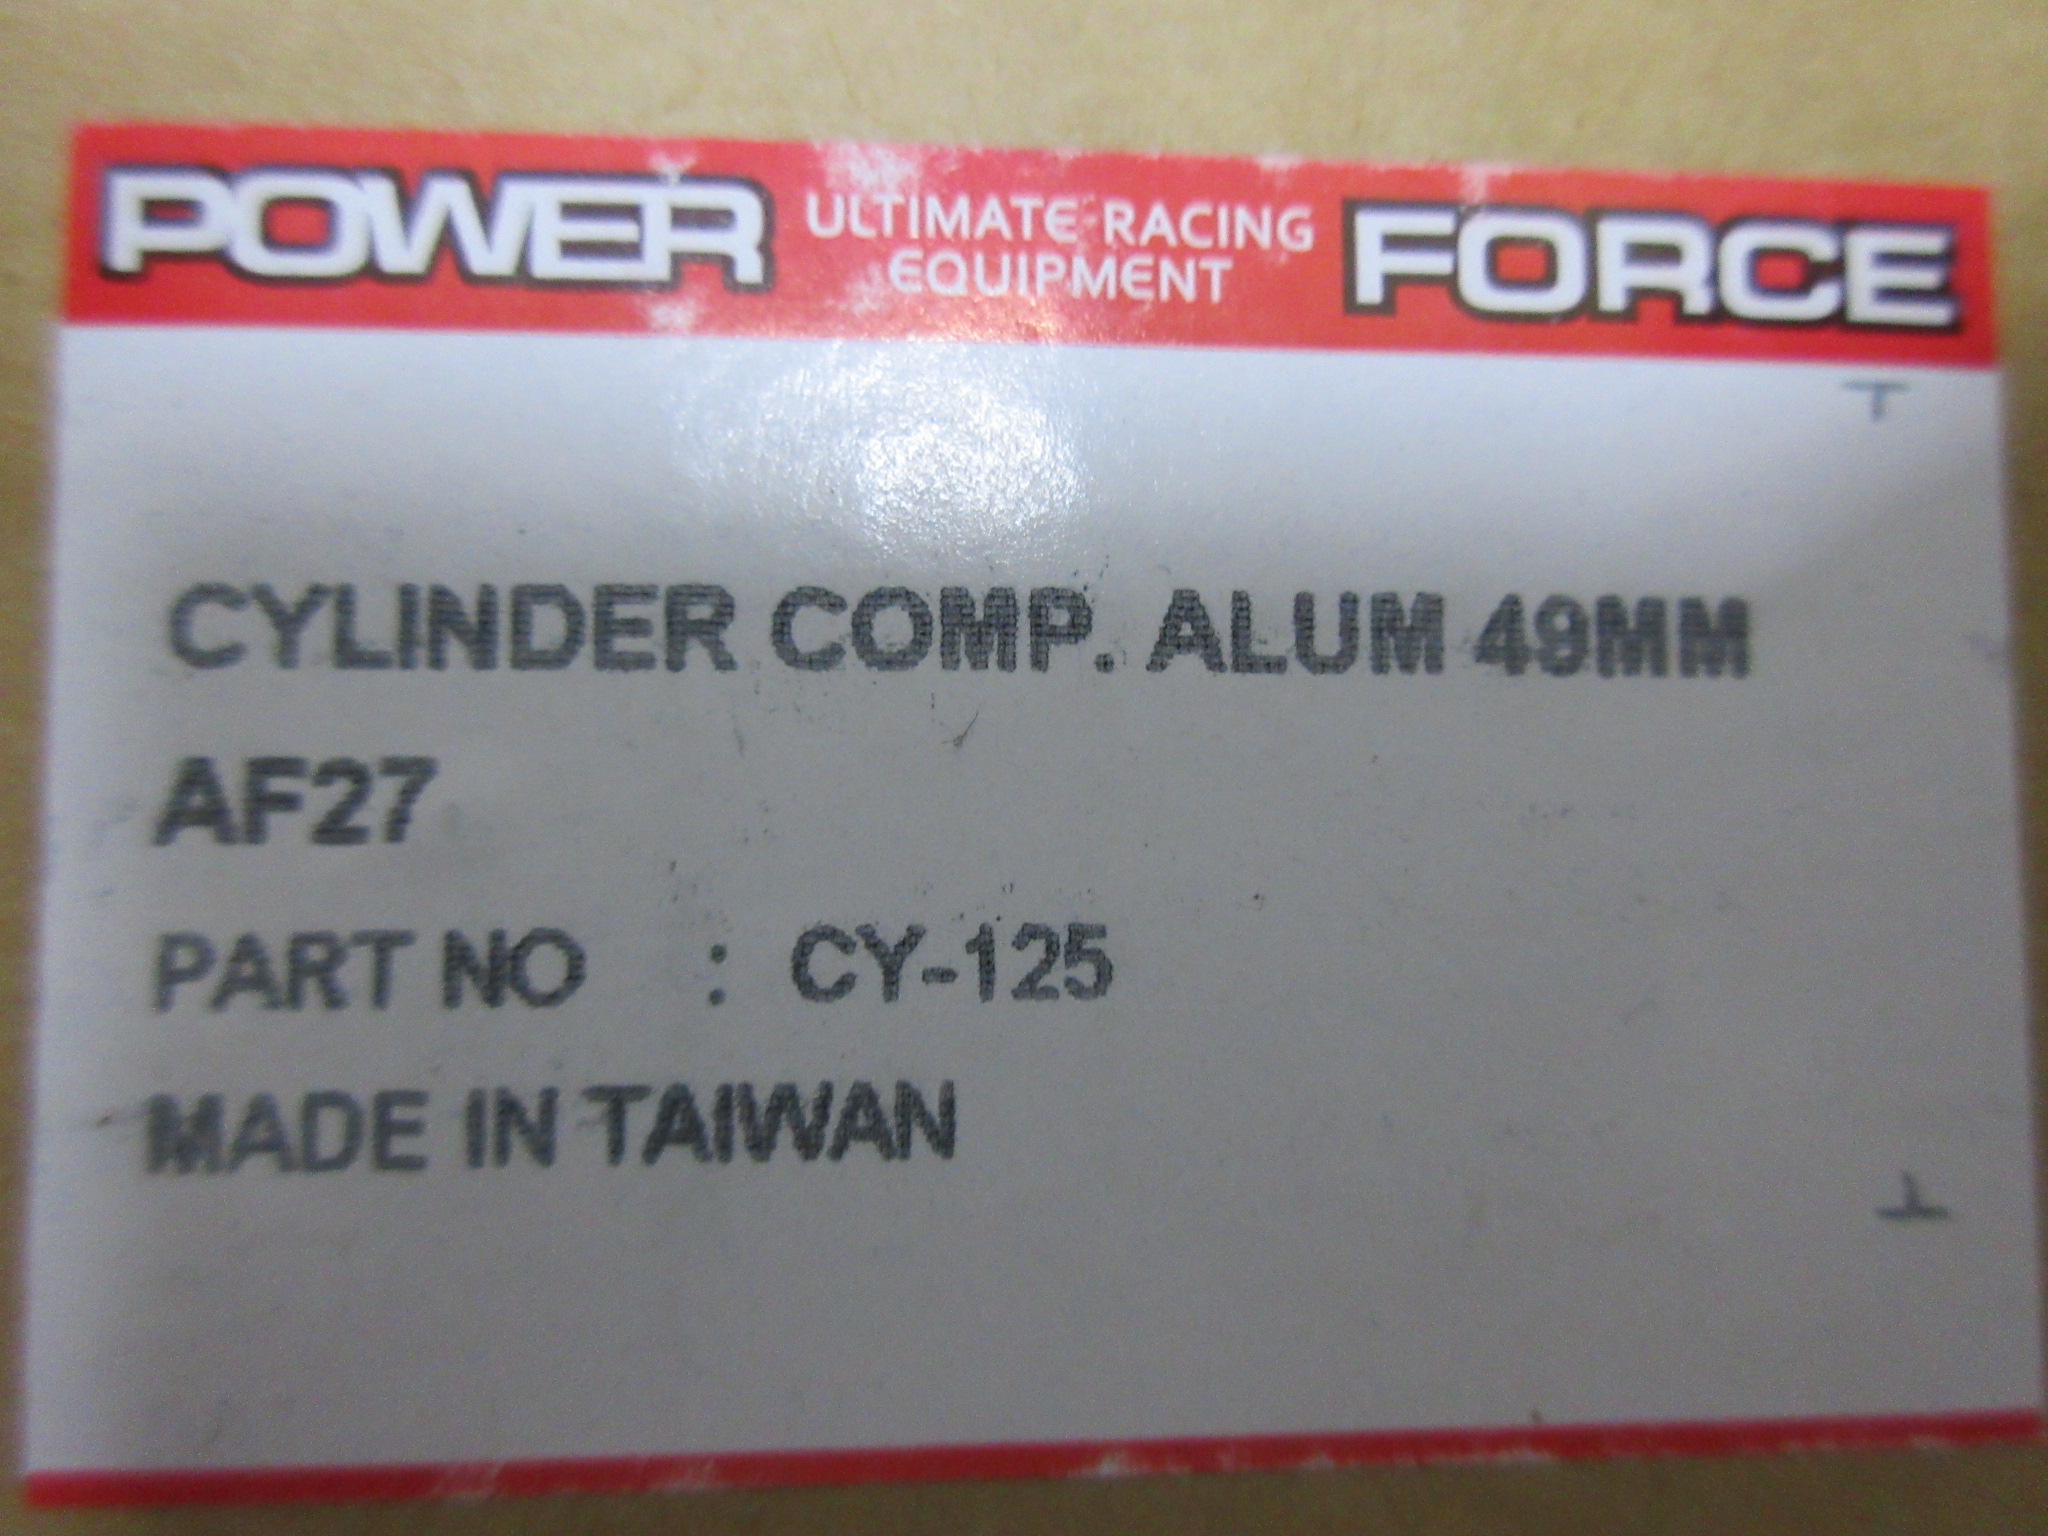 POWER ULTIMATE RACING FORCE
EQUIPMENT
CYLINDER COMP. ALUM 49MM
AF27
PART NO : CY-125
MADE IN TAIWAN